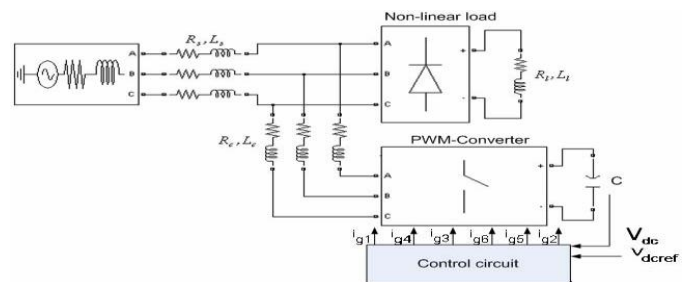 Non-linear load
R_s, L_s
A
B
C
A
B
C
+
-
R_l, L_l
R_c, L_c
PWM-Converter
A
B
C
+
-
C
i_g1 i_g4 i_g3 i_g6 i_g5 i_g2
V_dc
V_dcref
Control circuit